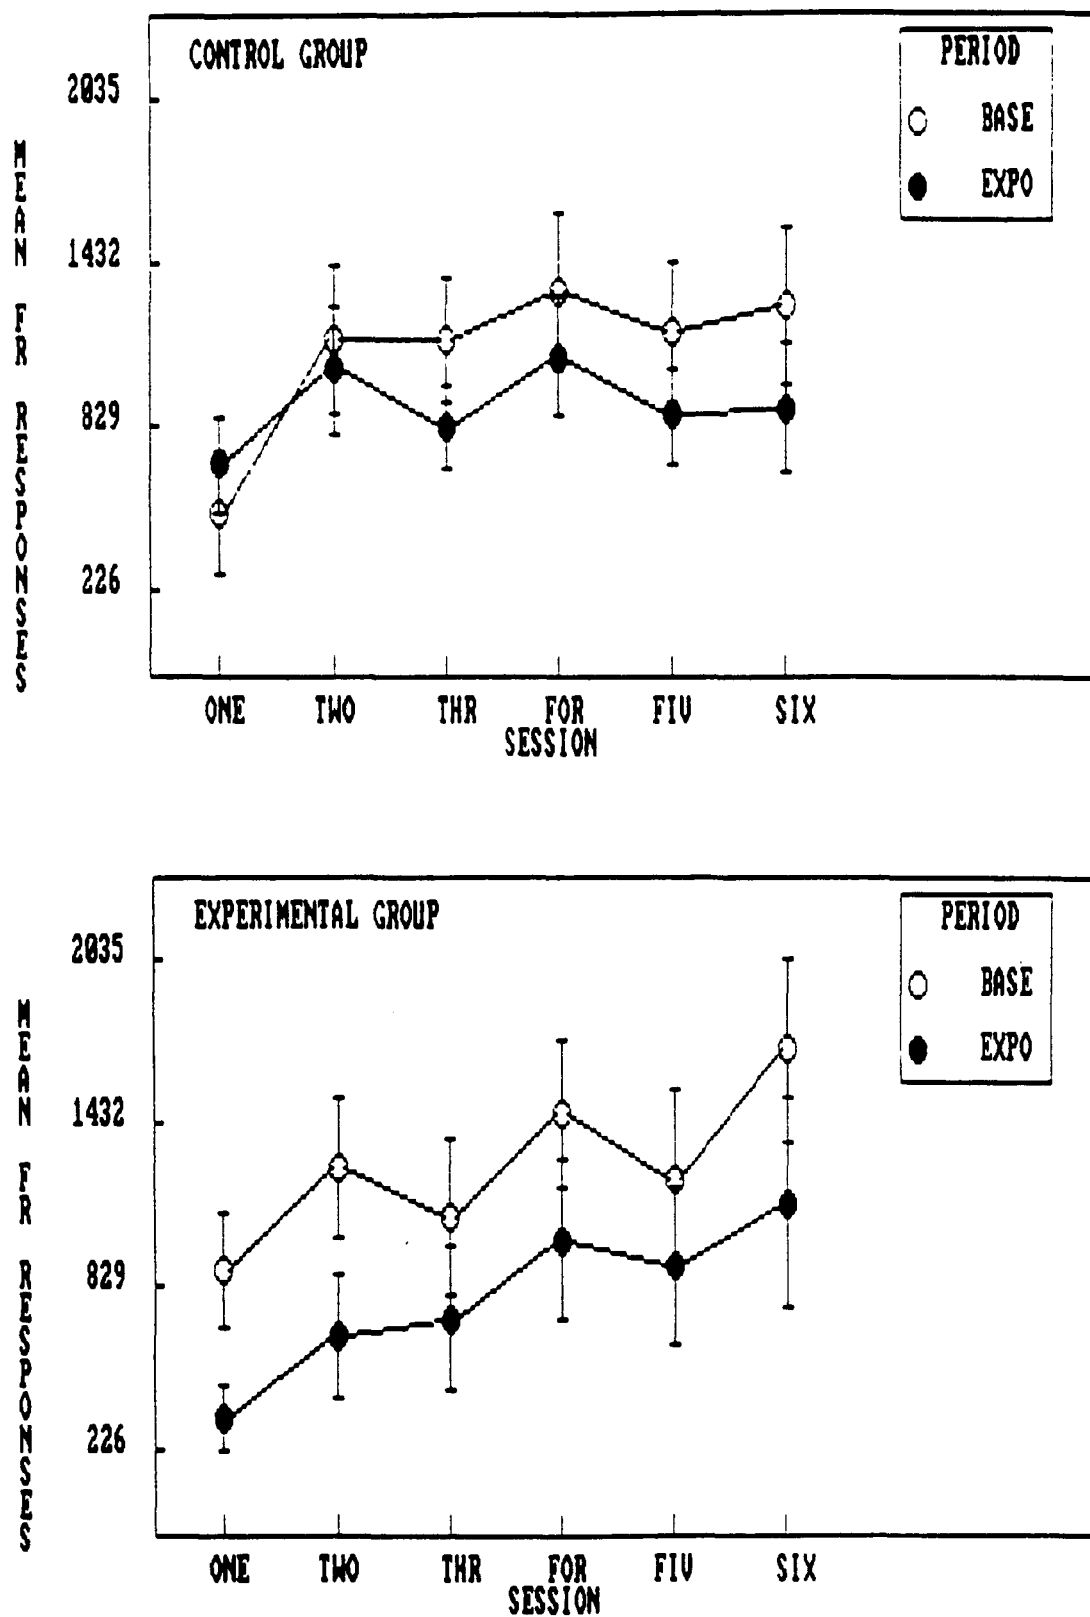 CONTROL GROUP
PERIOD
BASE
EXPO
2035
1432
829
226
MEAN FR RESPONSES
ONE TWO THR FOR FIV SIX
SESSION
EXPERIMENTAL GROUP
PERIOD
BASE
EXPO
2035
1432
829
226
MEAN FR RESPONSES
ONE TWO THR FOR FIV SIX
SESSION